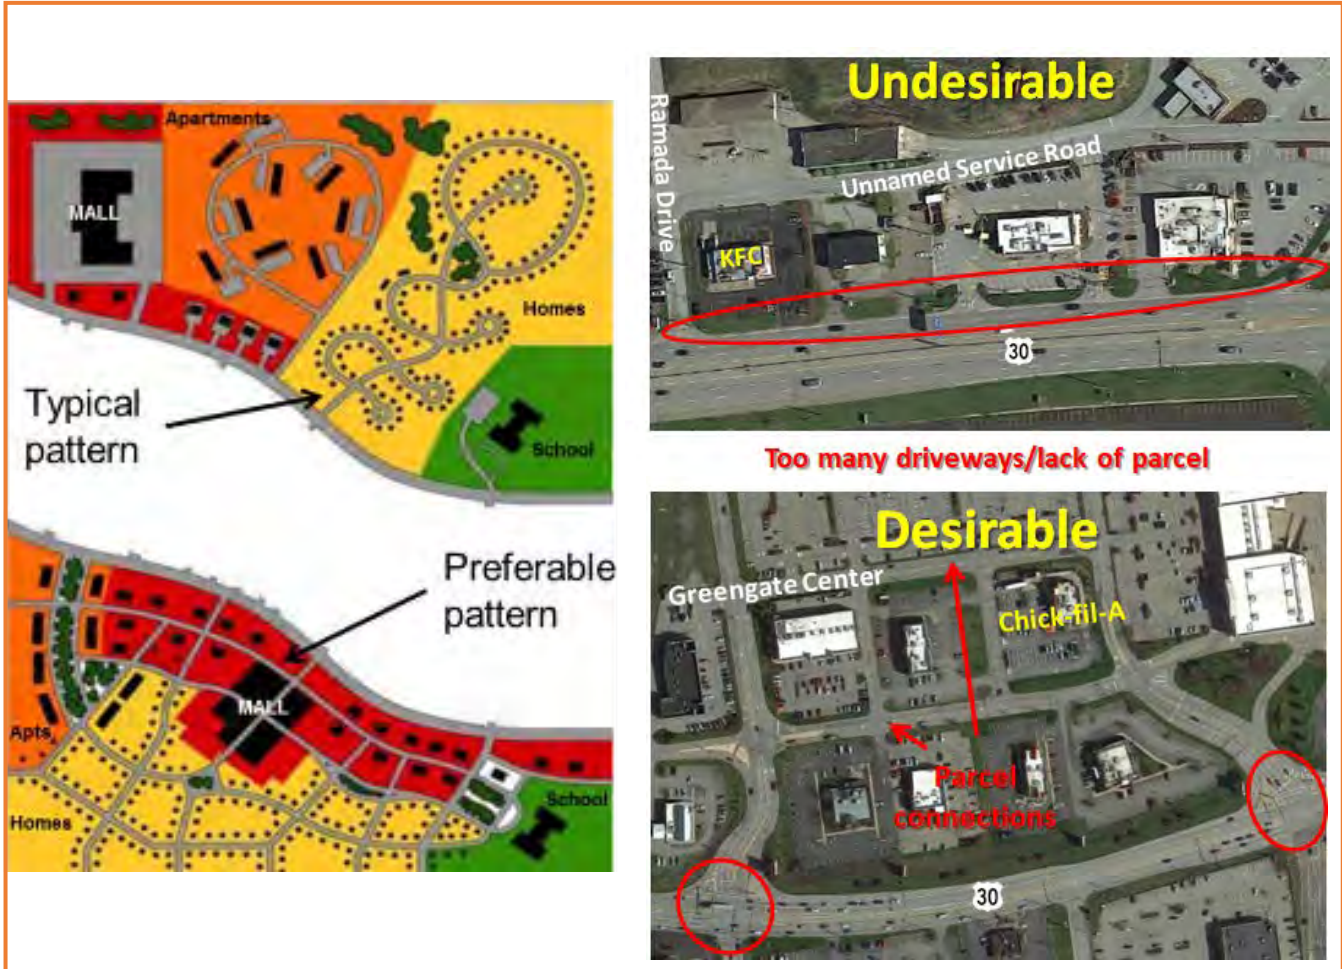 Apartments
MALL
Homes
School
Typical
pattern
Preferable
pattern
MALL
Apts
School
Homes
Undesirable
Ramada Drive
Unnamed Service Road
KFC
30
Too many driveways/lack of parcel
Desirable
Greengate Center
Chick-fil-A
Parcel
connections
30